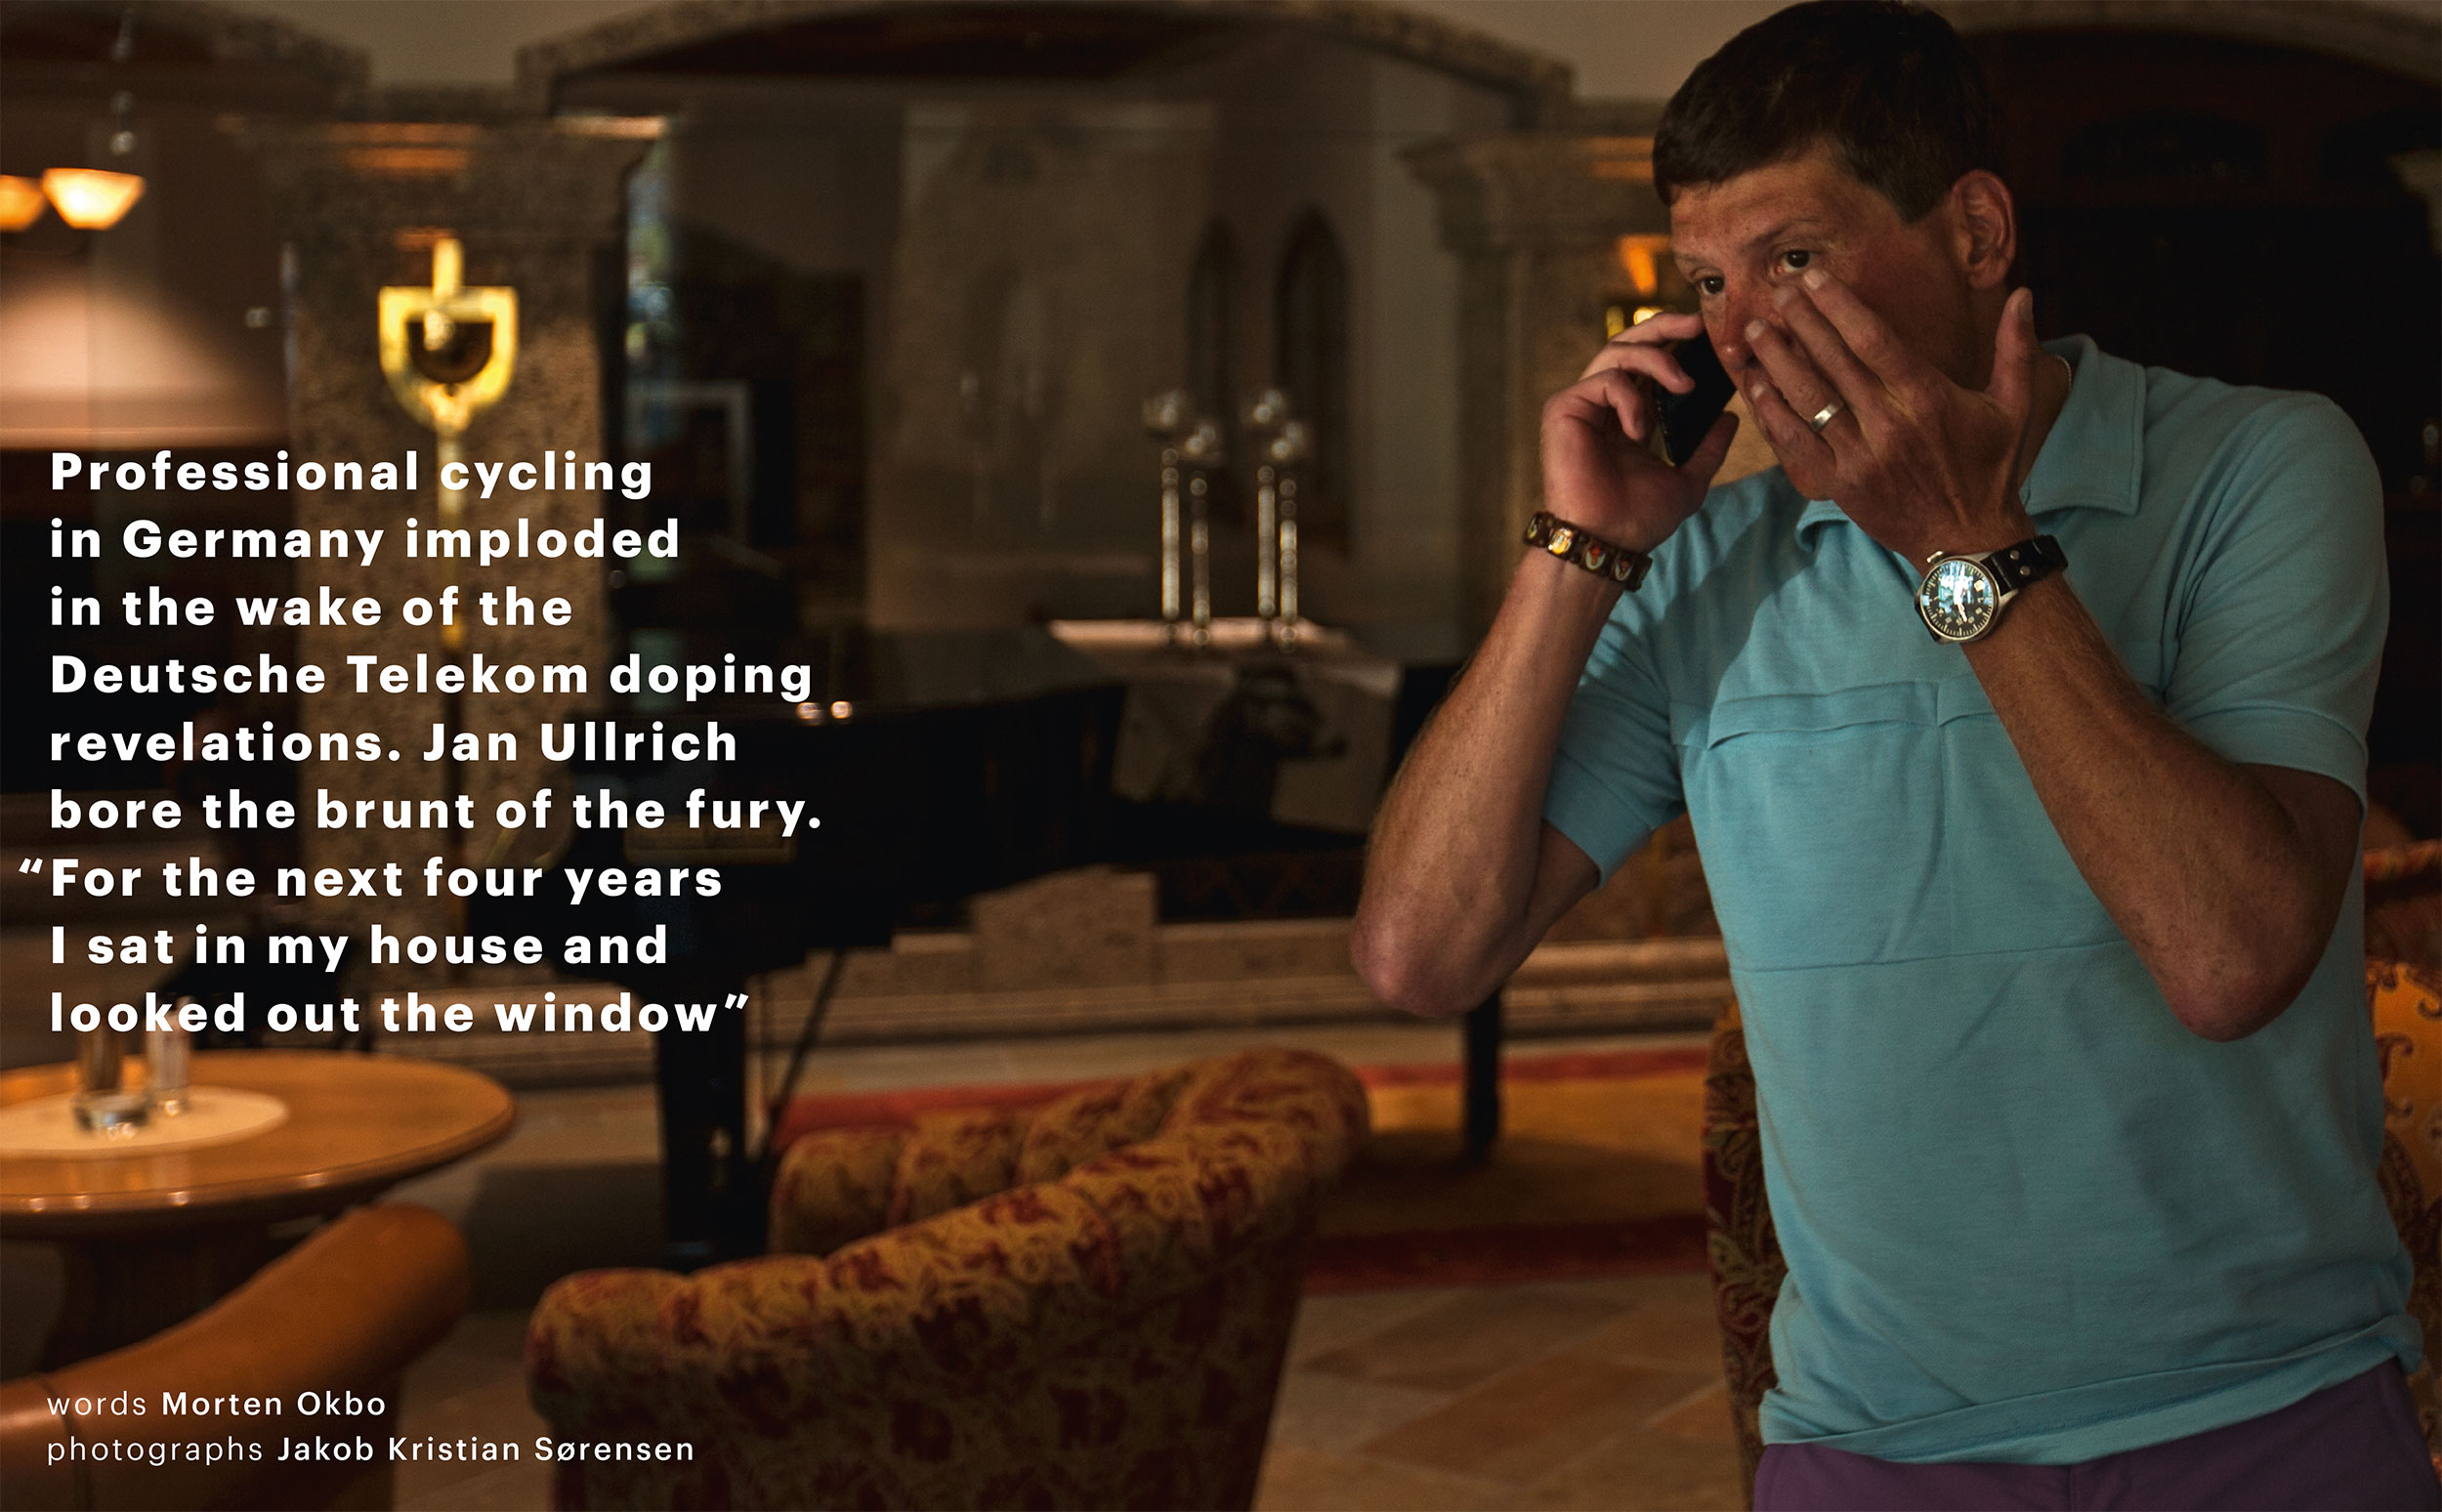 Professional cycling
in Germany imploded
in the wake of the
Deutsche Telekom doping
revelations. Jan Ullrich
bore the brunt of the fury.
“For the next four years
I sat in my house and
looked out the window”
words Morten Okbo
photographs Jakob Kristian Sørensen